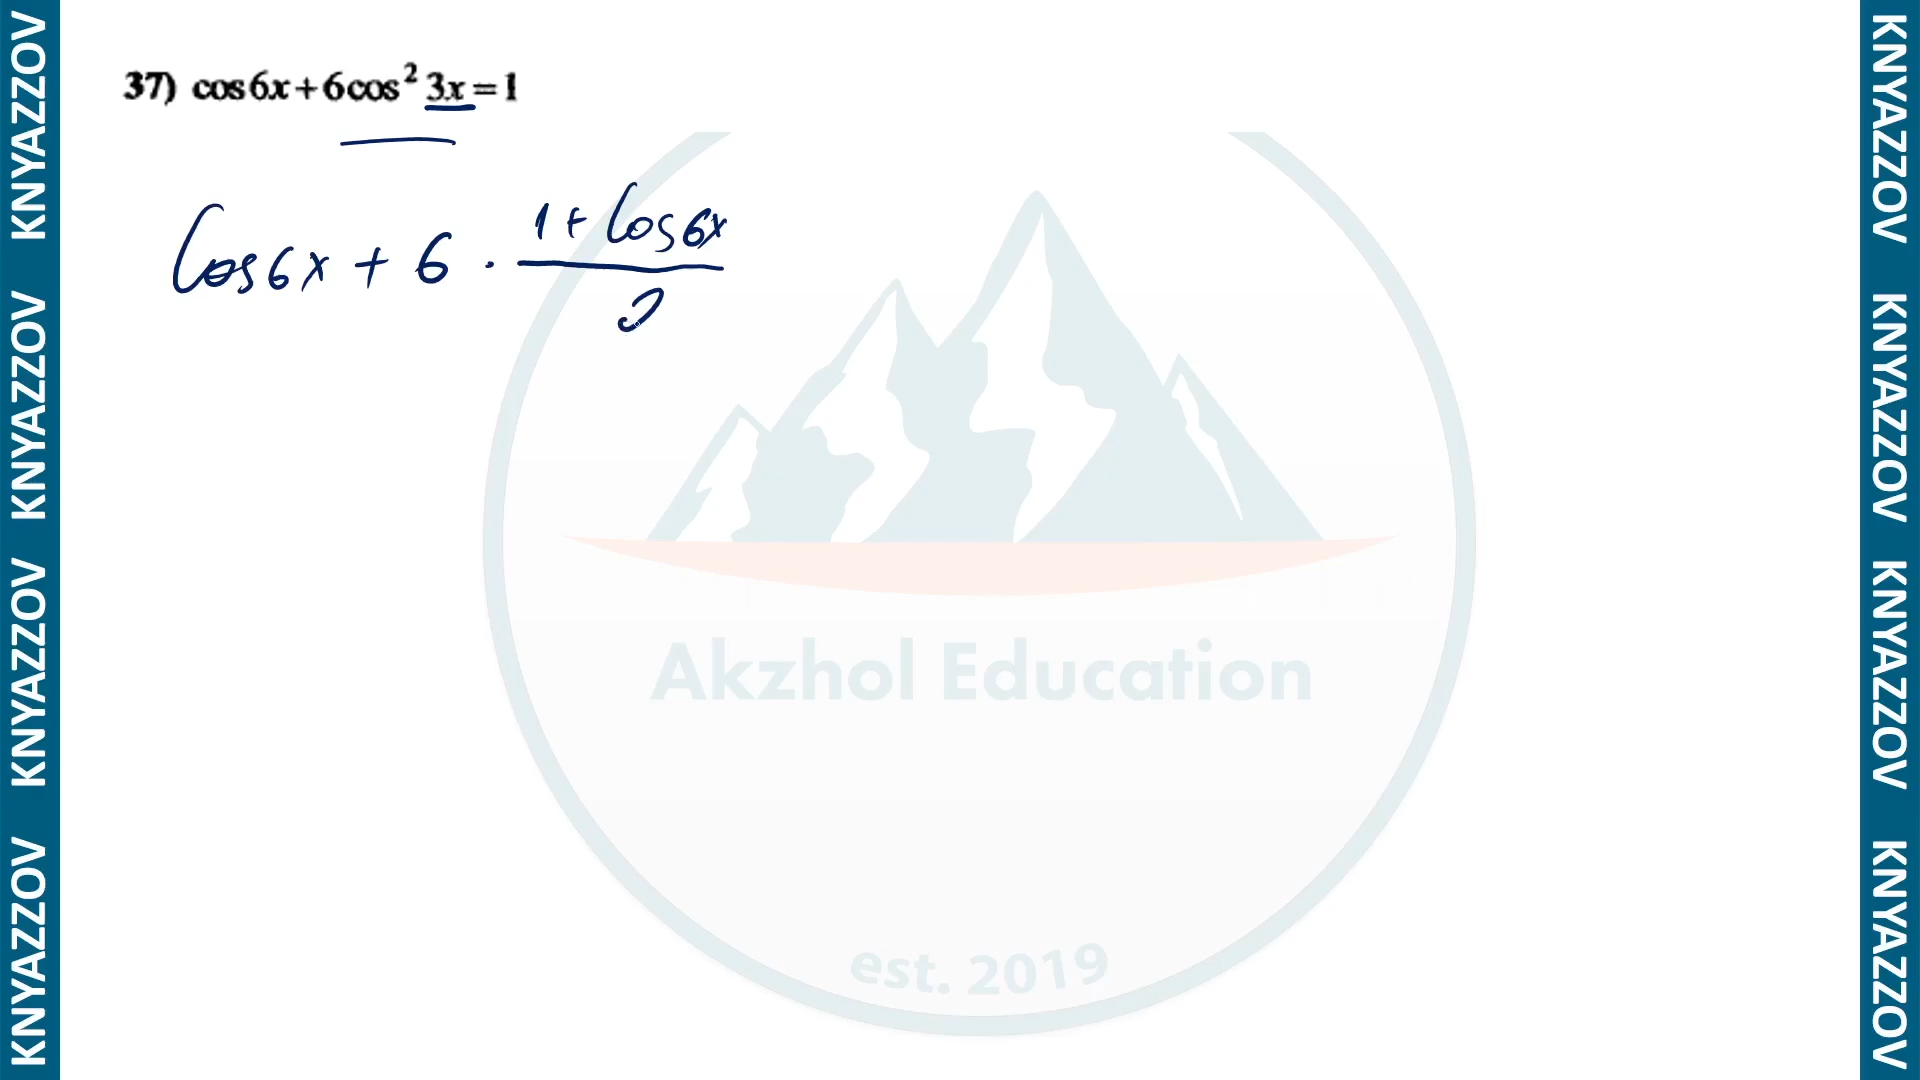 KNYAZZOV KNYAZZOV KNYAZZOV KNYAZZOV
37) cos6x+6cos² 3x=1
Cos6x + 6 · (1 + Cos6x)/2
Akzhol Education
est. 2019
KNYAZZOV KNYAZZOV KNYAZZOV KNYAZZOV